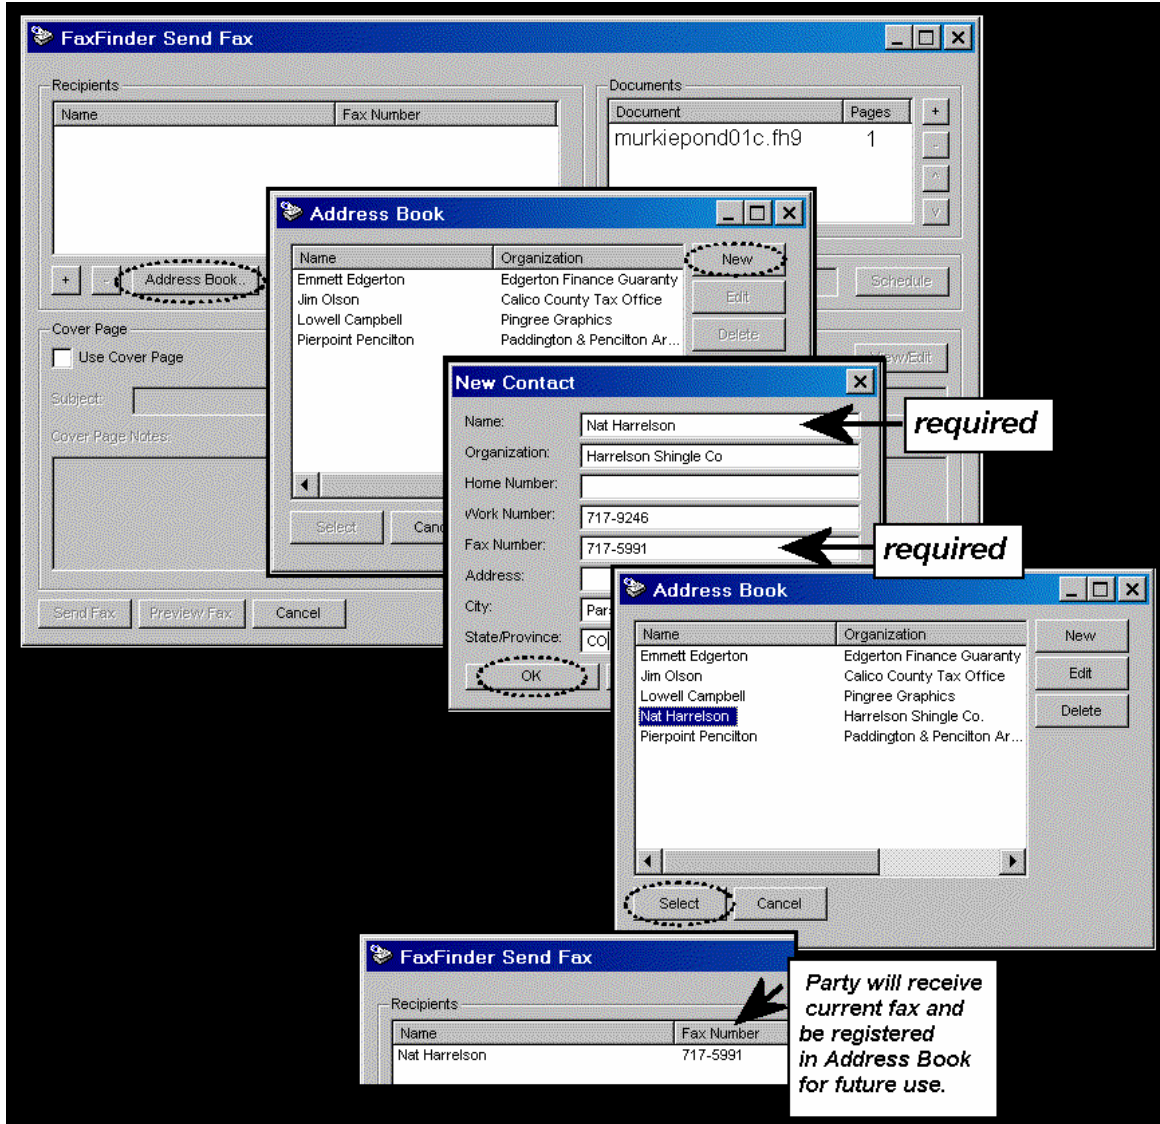 FaxFinder Send Fax
Recipients
Name Fax Number
Documents
Document Pages
murkiepond01c.fh9 1
+
-
^
v
+ - Address Book..
Schedule
Cover Page
Use Cover Page
View/Edit
Subject:
Cover Page Notes:
Send Fax Preview Fax Cancel
Address Book
Name Organization
Emmett Edgerton Edgerton Finance Guaranty
Jim Olson Calico County Tax Office
Lowell Campbell Pingree Graphics
Pierpoint Pencilton Paddington & Pencilton Ar...
New
Edit
Delete
Select Canc
New Contact
Name: Nat Harrelson
required
Organization: Harrelson Shingle Co
Home Number:
Work Number: 717-9246
Fax Number: 717-5991
required
Address:
City: Pars
State/Province: CO
OK
Address Book
Name Organization
Emmett Edgerton Edgerton Finance Guaranty
Jim Olson Calico County Tax Office
Lowell Campbell Pingree Graphics
Nat Harrelson Harrelson Shingle Co.
Pierpoint Pencilton Paddington & Pencilton Ar...
New
Edit
Delete
Select Cancel
FaxFinder Send Fax
Recipients
Name Fax Number
Nat Harrelson 717-5991
Party will receive
current fax and
be registered
in Address Book
for future use.